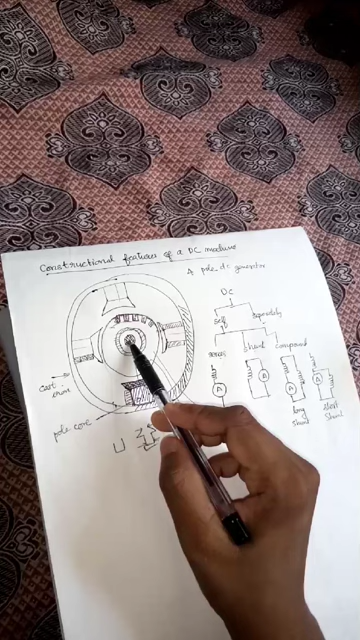 Constructional features of a DC machine
4 pole dc generator
DC
self
separately
series
shunt
compound
Cast iron
pole core
long shunt
short shunt